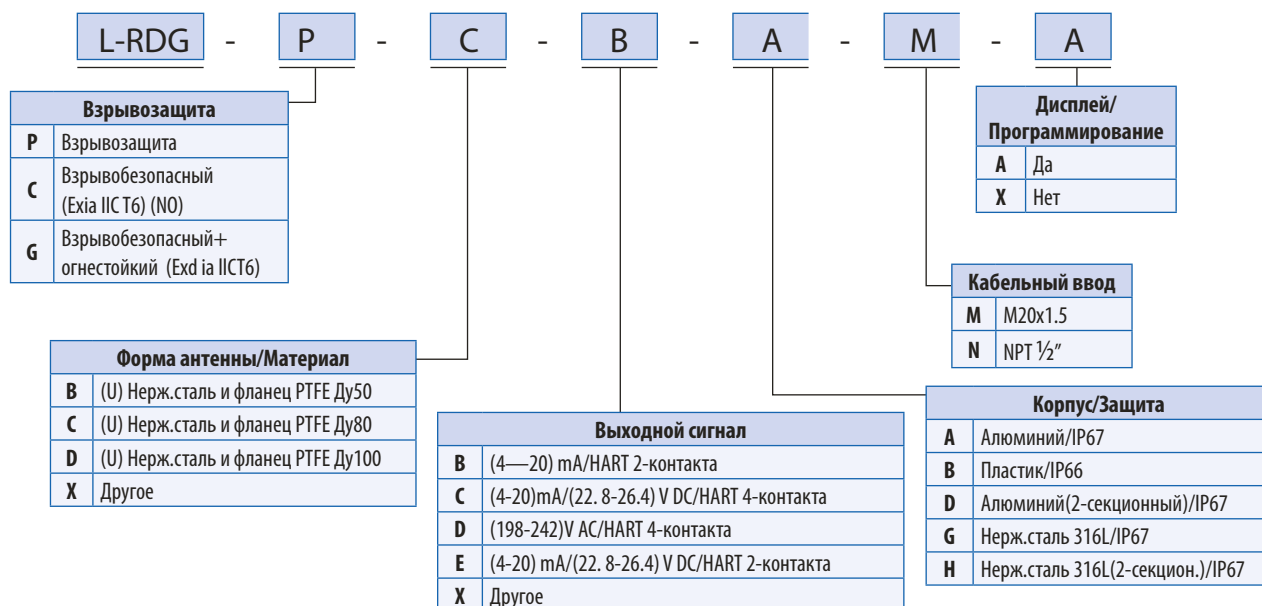 L-RDG - P - C - B - A - M - A
Взрывозащита
P Взрывозащита
C Взрывобезопасный
(Exia IIC T6) (NO)
G Взрывобезопасный+
огнестойкий (Exd ia IICT6)
Дисплей/
Программирование
A Да
X Нет
Кабельный ввод
M M20x1.5
N NPT ½"
Форма антенны/Материал
B (U) Нерж.сталь и фланец PTFE Ду50
C (U) Нерж.сталь и фланец PTFE Ду80
D (U) Нерж.сталь и фланец PTFE Ду100
X Другое
Выходной сигнал
B (4—20) mA/HART 2-контакта
C (4-20)mA/(22. 8-26.4) V DC/HART 4-контакта
D (198-242)V AC/HART 4-контакта
E (4-20) mA/(22. 8-26.4) V DC/HART 2-контакта
X Другое
Корпус/Защита
A Алюминий/IP67
B Пластик/IP66
D Алюминий(2-секционный)/IP67
G Нерж.сталь 316L/IP67
H Нерж.сталь 316L(2-секцион.)/IP67